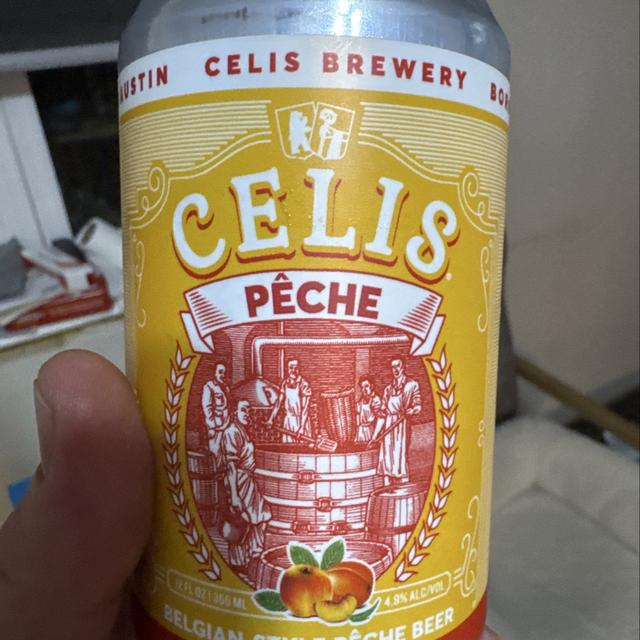 AUSTIN CELIS BREWERY
CELIS
PÊCHE
12 FL OZ | 355 ML 4.9% ALC/VOL
BELGIAN-STYLE PÊCHE BEER